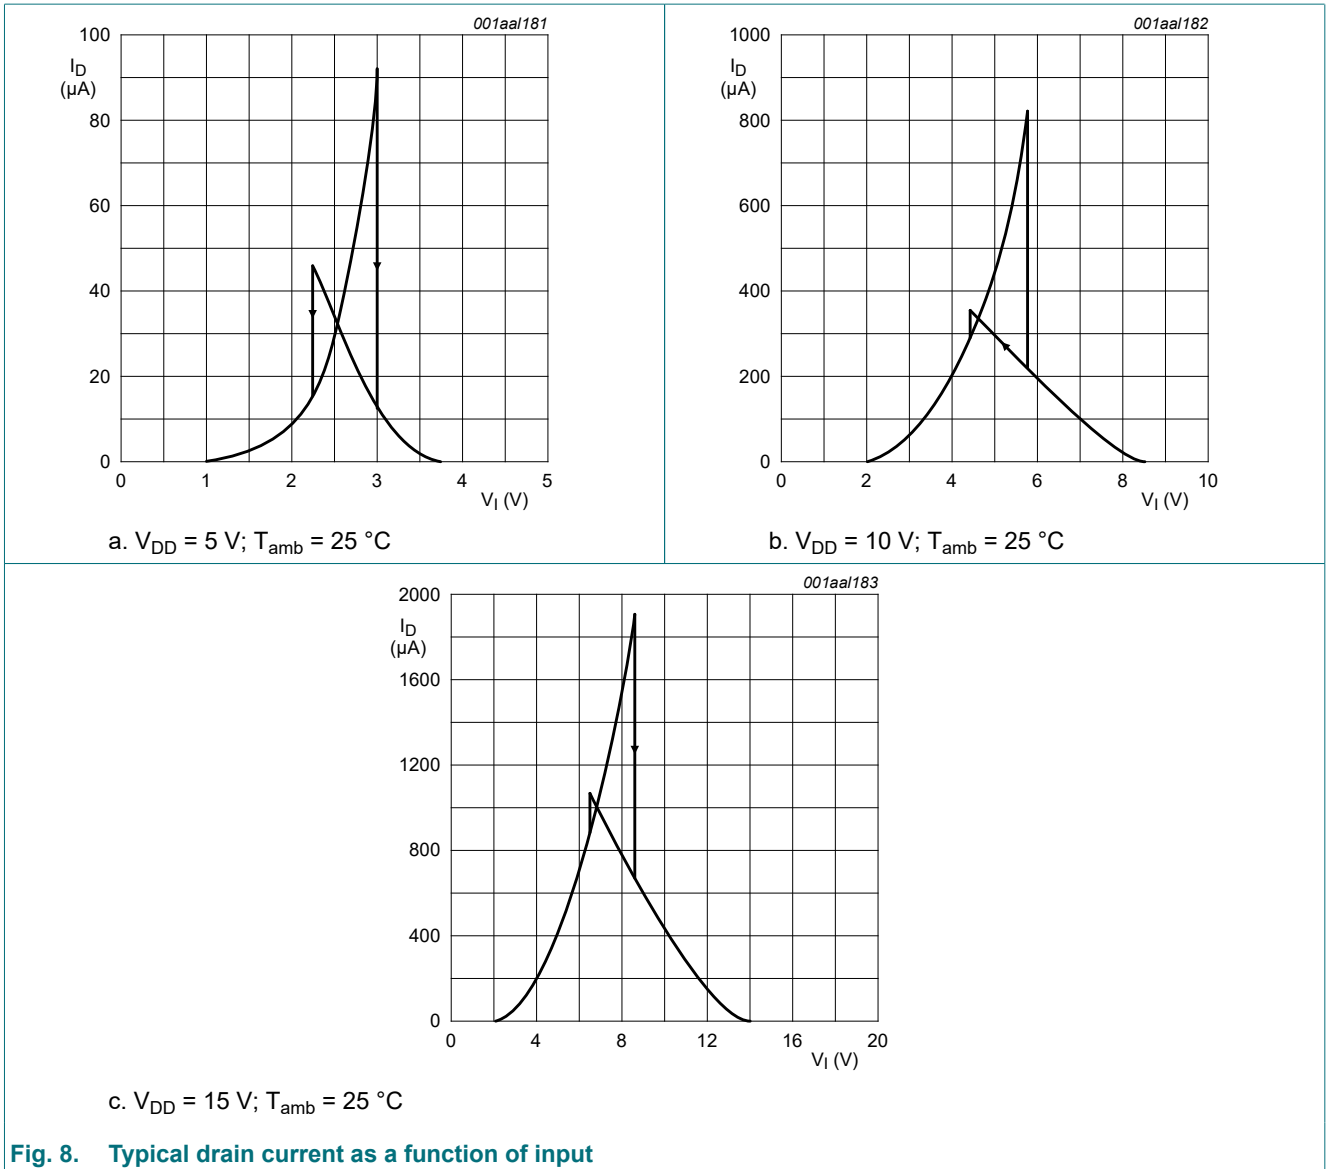 001aal181
100
I_D
(µA)
80
60
40
20
0
0 1 2 3 4 5
V_I (V)
a. V_DD = 5 V; T_amb = 25 °C
001aal182
1000
I_D
(µA)
800
600
400
200
0
0 2 4 6 8 10
V_I (V)
b. V_DD = 10 V; T_amb = 25 °C
001aal183
2000
I_D
(µA)
1600
1200
800
400
0
0 4 8 12 16 20
V_I (V)
c. V_DD = 15 V; T_amb = 25 °C
Fig. 8. Typical drain current as a function of input